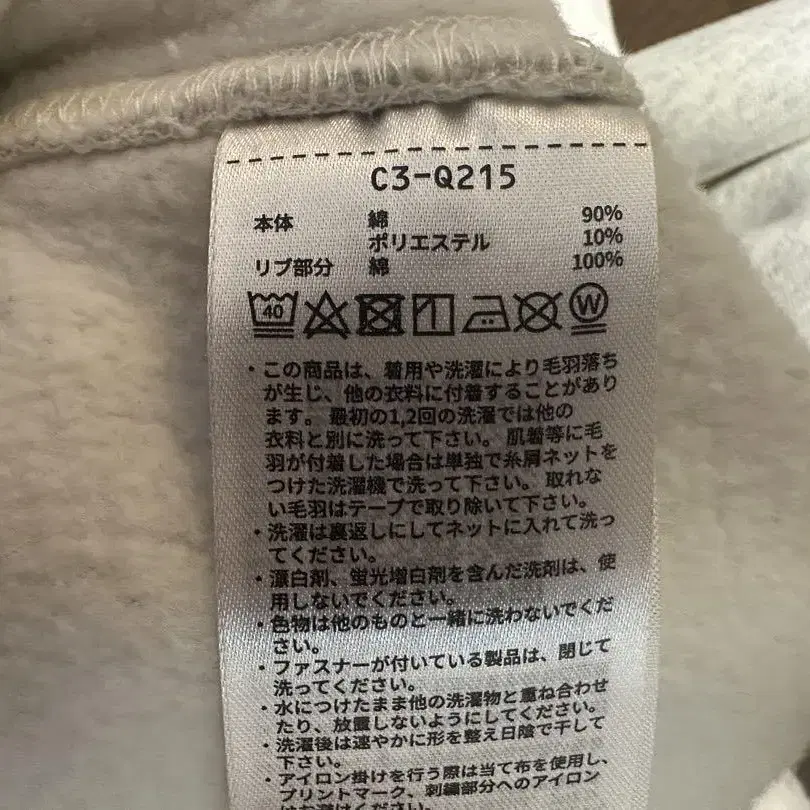 C3-Q215
本体 綿 90%
ポリエステル 10%
リブ部分 綿 100%
40 W
・この商品は、着用や洗濯により毛羽落ち
が生じ、他の衣料に付着することがあり
ます。最初の1,2回の洗濯では他の
衣料と別に洗って下さい。肌着等に毛
羽が付着した場合は単独で糸屑ネットを
つけた洗濯機で洗って下さい。取れな
い毛羽はテープで取り除いて下さい。
・洗濯は裏返しにしてネットに入れて洗っ
てください。
・漂白剤、蛍光増白剤を含んだ洗剤は、使
用しないでください。
・色物は他のものと一緒に洗わないでくだ
さい。
・ファスナーが付いている製品は、閉じて
洗ってください。
・水につけたまま他の洗濯物と重ね合わせ
たり、放置しないようにしてください。
・洗濯後は速やかに形を整え日陰で干して
下さい。
・アイロン掛けを行う際は当て布を使用し、
プリントマーク、刺繍部分へのアイロン